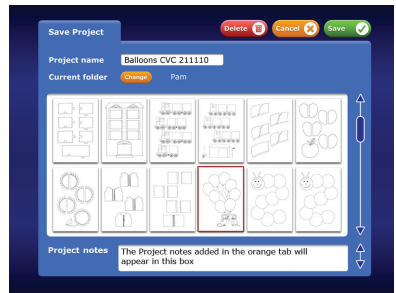 Save Project
Delete
Cancel
Save
Project name
Balloons CVC 211110
Current folder
Change
Pam
Project notes
The Project notes added in the orange tab will
appear in this box